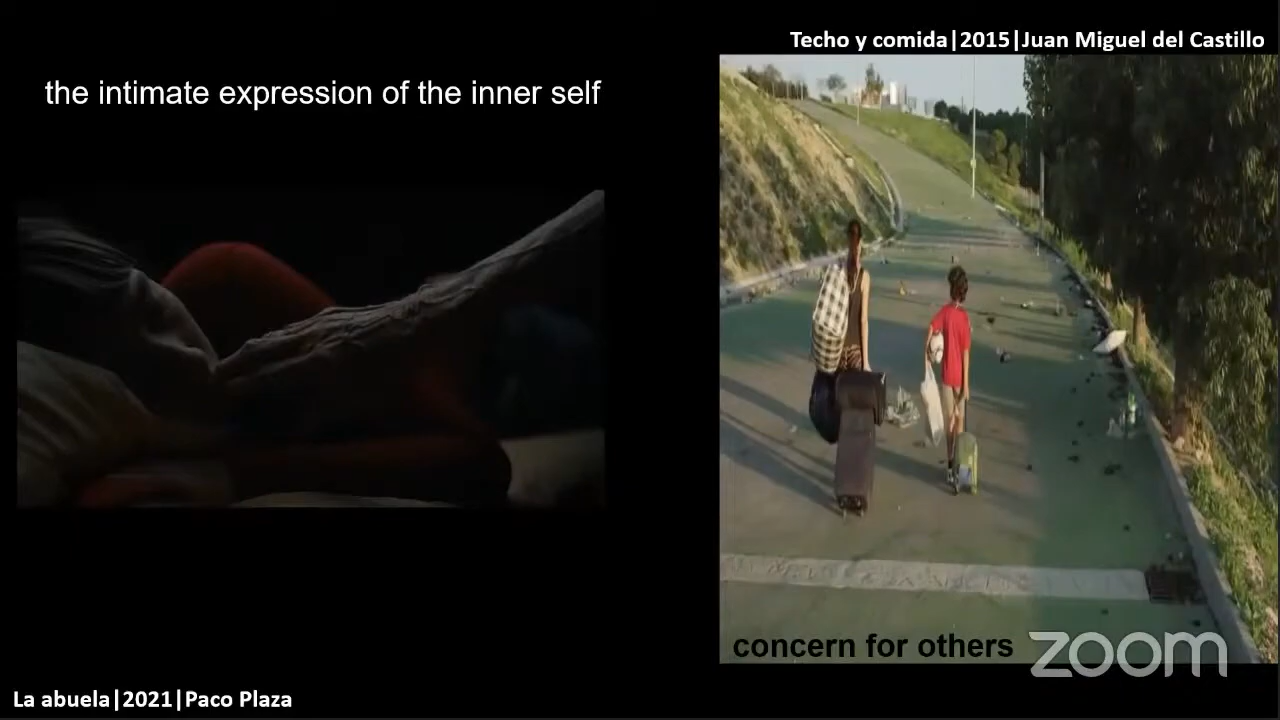 Techo y comida|2015|Juan Miguel del Castillo
the intimate expression of the inner self
concern for others
zoom
La abuela|2021|Paco Plaza